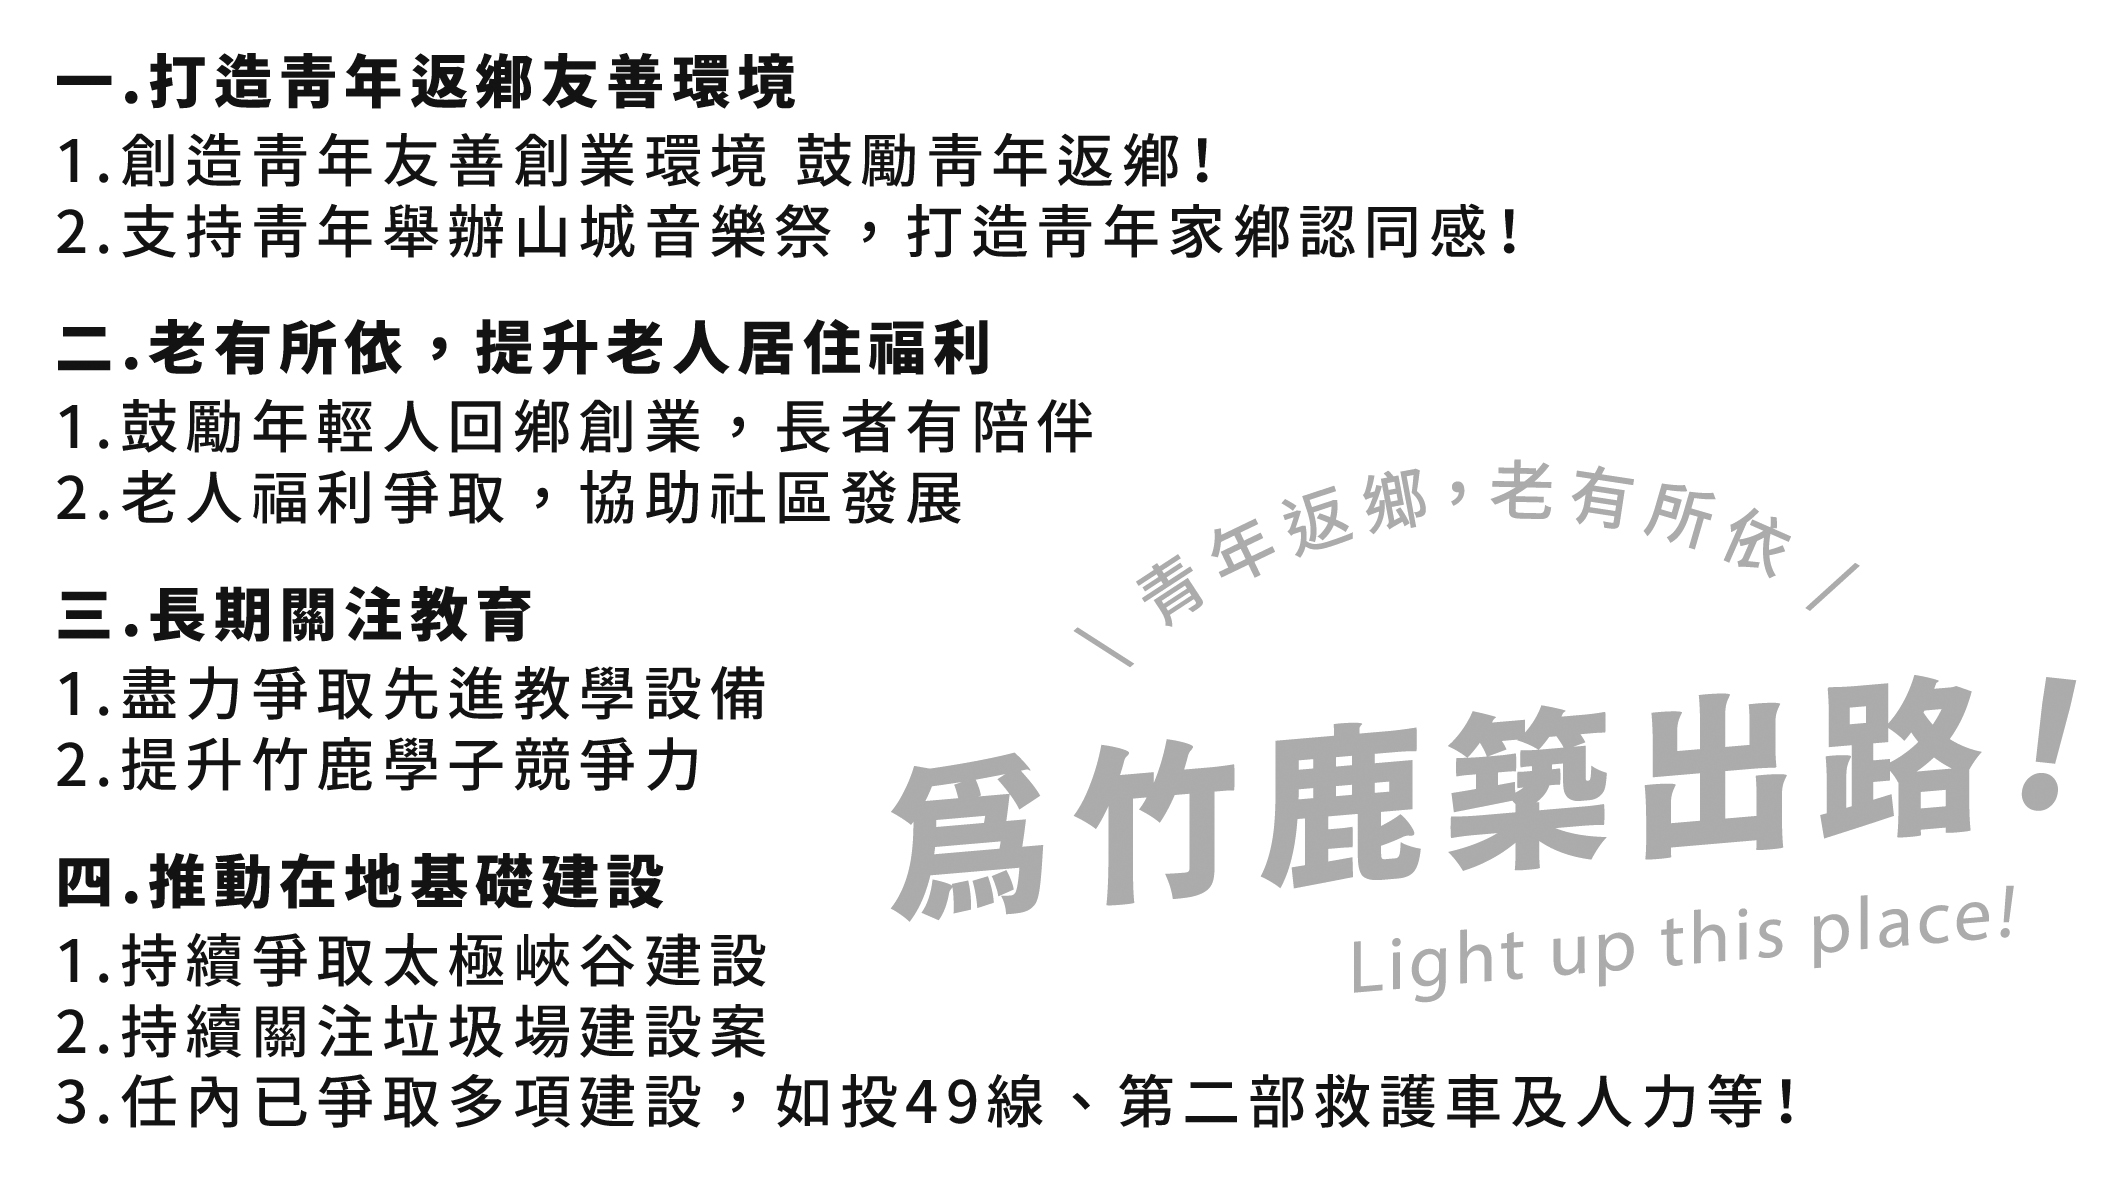 一.打造靑年返鄉友善環境
1.創造靑年友善創業環境 鼓勵靑年返鄉!
2.支持靑年舉辦山城音樂祭，打造靑年家鄉認同感!
二.老有所依，提升老人居住福利
1.鼓勵年輕人回鄉創業，長者有陪伴
2.老人福利爭取，協助社區發展
三.長期關注教育
1.盡力爭取先進教學設備
2.提升竹鹿學子競爭力
四.推動在地基礎建設
1.持續爭取太極峽谷建設
2.持續關注垃圾場建設案
3.任內已爭取多項建設，如投49線、第二部救護車及人力等!
\ 青年返鄉，老有所依 /
爲竹鹿築出路!
Light up this place!